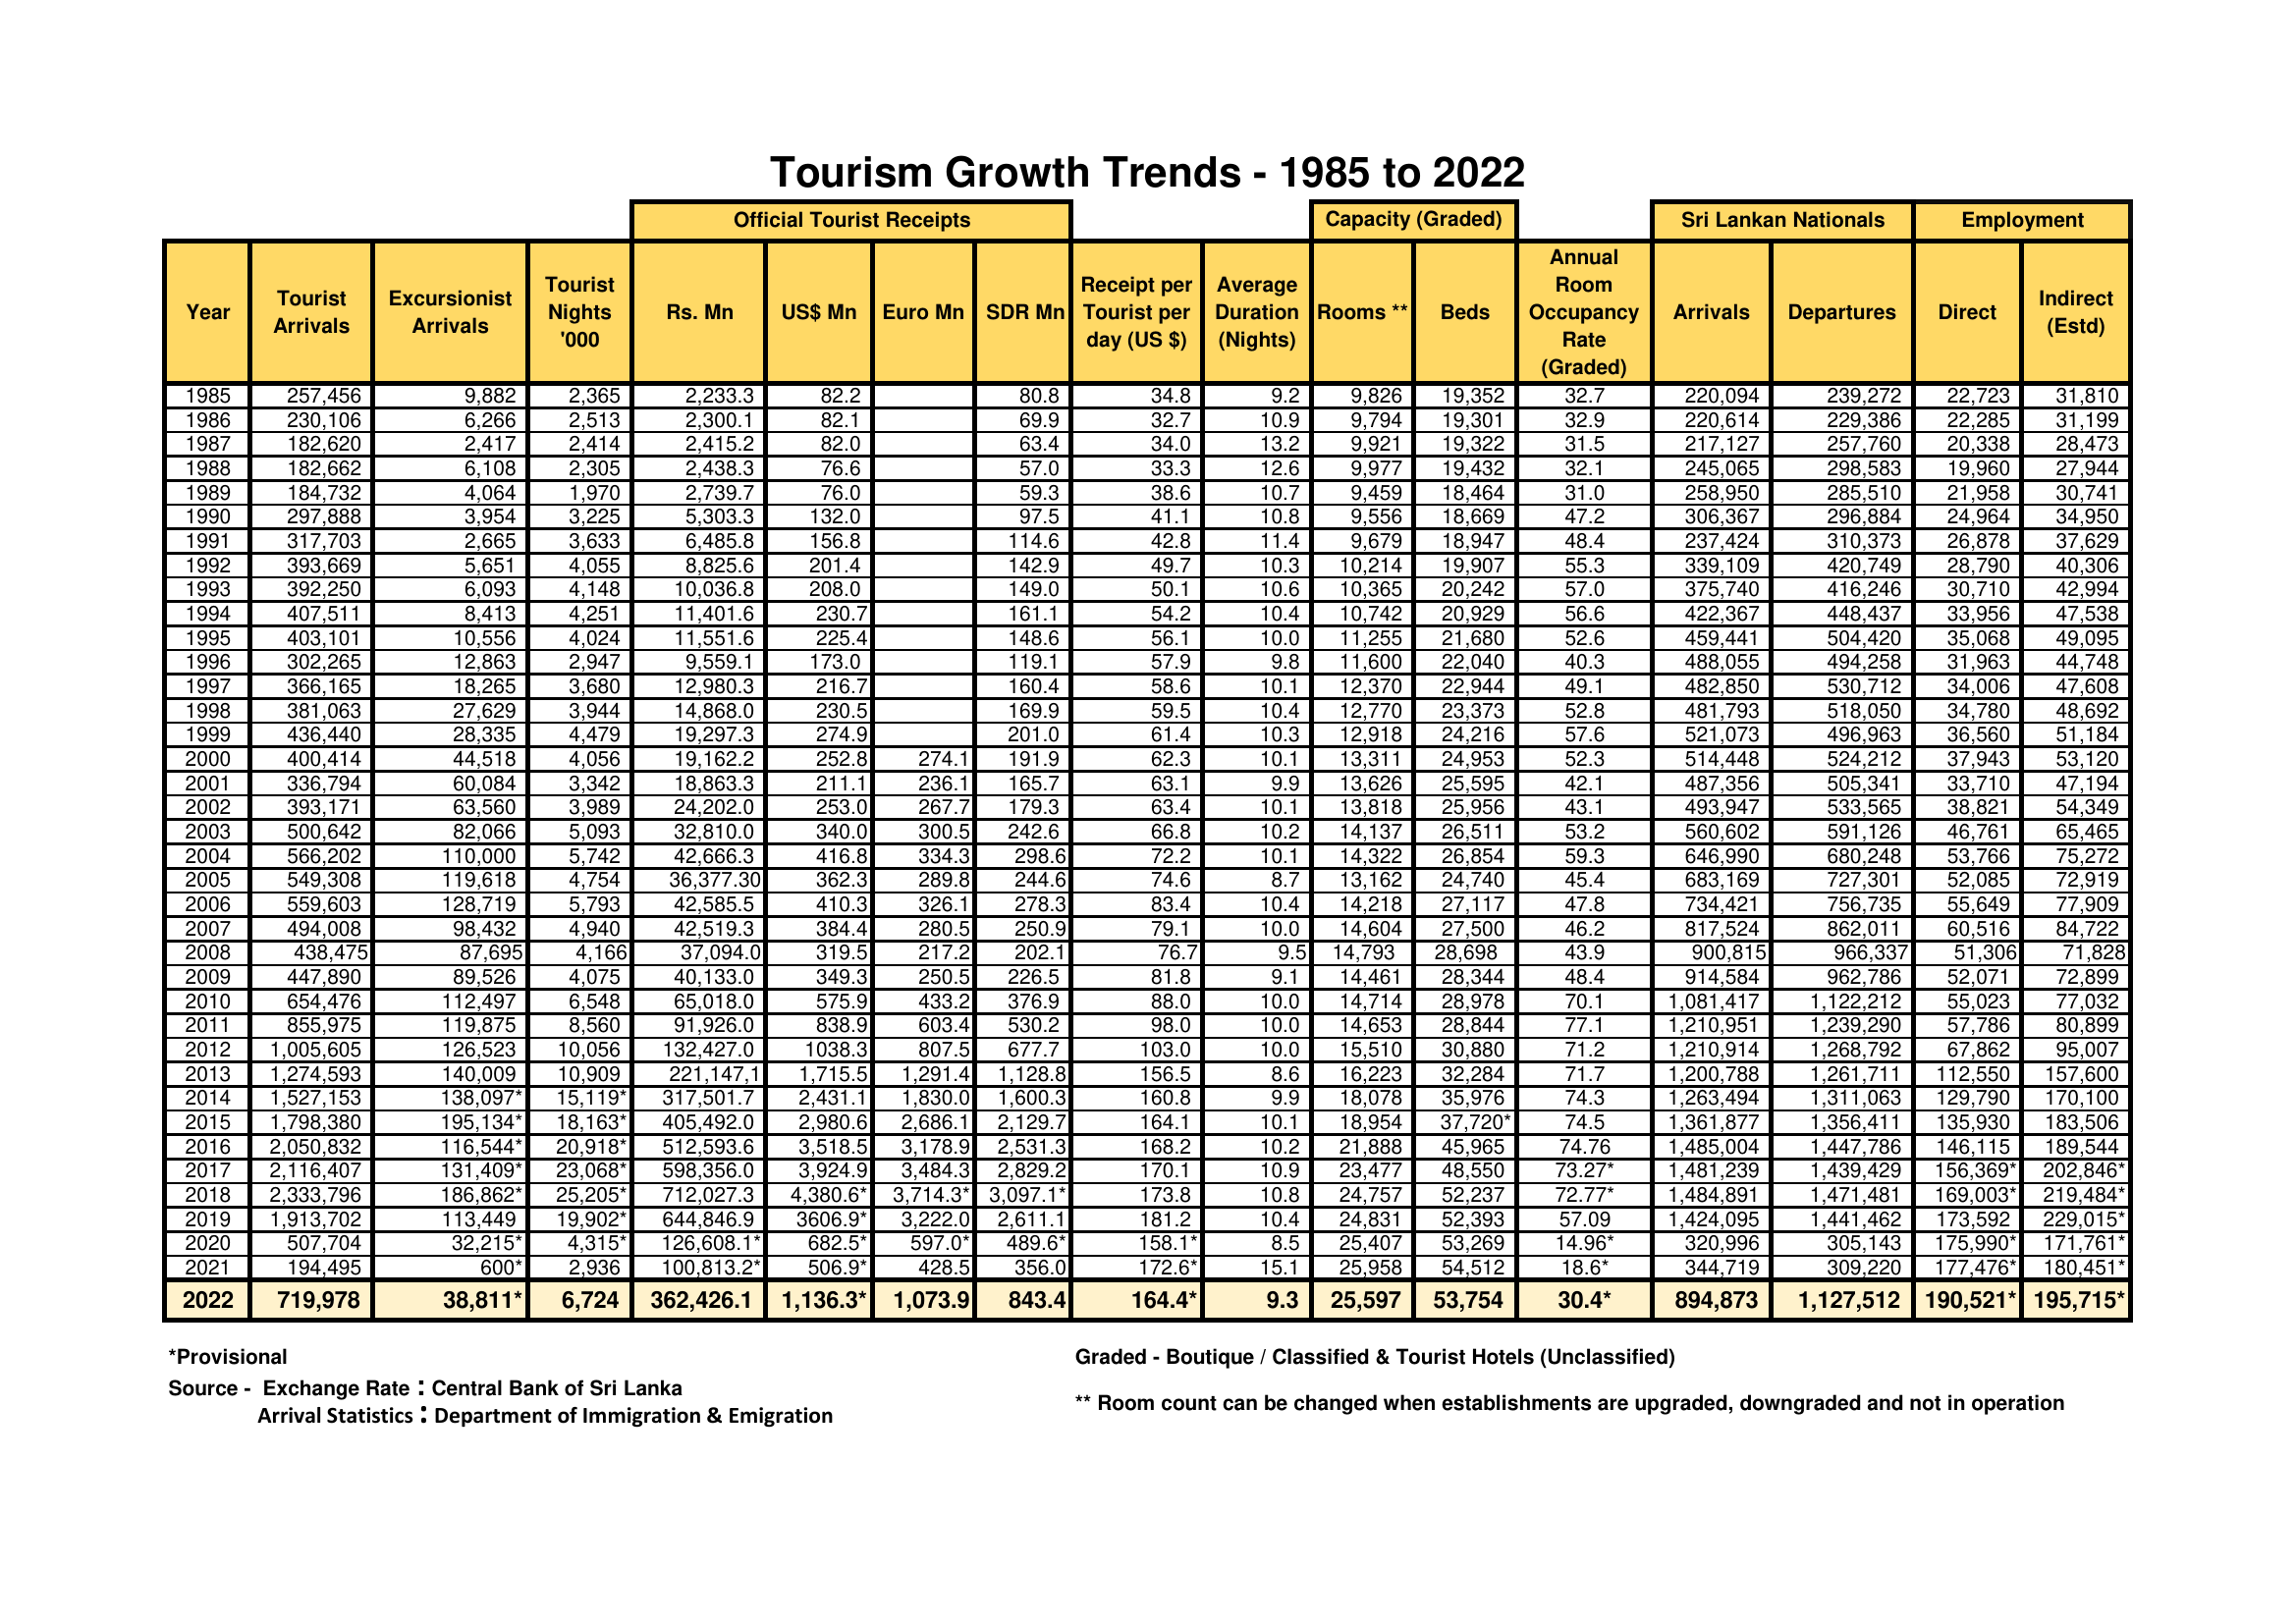 Tourism Growth Trends - 1985 to 2022
Official Tourist Receipts Capacity (Graded) Sri Lankan Nationals Employment
Year Tourist Arrivals Excursionist Arrivals Tourist Nights '000 Rs. Mn US$ Mn Euro Mn SDR Mn Receipt per Tourist per day (US $) Average Duration (Nights) Rooms ** Beds Annual Room Occupancy Rate (Graded) Arrivals Departures Direct Indirect (Estd)
1985 257,456 9,882 2,365 2,233.3 82.2 80.8 34.8 9.2 9,826 19,352 32.7 220,094 239,272 22,723 31,810
1986 230,106 6,266 2,513 2,300.1 82.1 69.9 32.7 10.9 9,794 19,301 32.9 220,614 229,386 22,285 31,199
1987 182,620 2,417 2,414 2,415.2 82.0 63.4 34.0 13.2 9,921 19,322 31.5 217,127 257,760 20,338 28,473
1988 182,662 6,108 2,305 2,438.3 76.6 57.0 33.3 12.6 9,977 19,432 32.1 245,065 298,583 19,960 27,944
1989 184,732 4,064 1,970 2,739.7 76.0 59.3 38.6 10.7 9,459 18,464 31.0 258,950 285,510 21,958 30,741
1990 297,888 3,954 3,225 5,303.3 132.0 97.5 41.1 10.8 9,556 18,669 47.2 306,367 296,884 24,964 34,950
1991 317,703 2,665 3,633 6,485.8 156.8 114.6 42.8 11.4 9,679 18,947 48.4 237,424 310,373 26,878 37,629
1992 393,669 5,651 4,055 8,825.6 201.4 142.9 49.7 10.3 10,214 19,907 55.3 339,109 420,749 28,790 40,306
1993 392,250 6,093 4,148 10,036.8 208.0 149.0 50.1 10.6 10,365 20,242 57.0 375,740 416,246 30,710 42,994
1994 407,511 8,413 4,251 11,401.6 230.7 161.1 54.2 10.4 10,742 20,929 56.6 422,367 448,437 33,956 47,538
1995 403,101 10,556 4,024 11,551.6 225.4 148.6 56.1 10.0 11,255 21,680 52.6 459,441 504,420 35,068 49,095
1996 302,265 12,863 2,947 9,559.1 173.0 119.1 57.9 9.8 11,600 22,040 40.3 488,055 494,258 31,963 44,748
1997 366,165 18,265 3,680 12,980.3 216.7 160.4 58.6 10.1 12,370 22,944 49.1 482,850 530,712 34,006 47,608
1998 381,063 27,629 3,944 14,868.0 230.5 169.9 59.5 10.4 12,770 23,373 52.8 481,793 518,050 34,780 48,692
1999 436,440 28,335 4,479 19,297.3 274.9 201.0 61.4 10.3 12,918 24,216 57.6 521,073 496,963 36,560 51,184
2000 400,414 44,518 4,056 19,162.2 252.8 274.1 191.9 62.3 10.1 13,311 24,953 52.3 514,448 524,212 37,943 53,120
2001 336,794 60,084 3,342 18,863.3 211.1 236.1 165.7 63.1 9.9 13,626 25,595 42.1 487,356 505,341 33,710 47,194
2002 393,171 63,560 3,989 24,202.0 253.0 267.7 179.3 63.4 10.1 13,818 25,956 43.1 493,947 533,565 38,821 54,349
2003 500,642 82,066 5,093 32,810.0 340.0 300.5 242.6 66.8 10.2 14,137 26,511 53.2 560,602 591,126 46,761 65,465
2004 566,202 110,000 5,742 42,666.3 416.8 334.3 298.6 72.2 10.1 14,322 26,854 59.3 646,990 680,248 53,766 75,272
2005 549,308 119,618 4,754 36,377.30 362.3 289.8 244.6 74.6 8.7 13,162 24,740 45.4 683,169 727,301 52,085 72,919
2006 559,603 128,719 5,793 42,585.5 410.3 326.1 278.3 83.4 10.4 14,218 27,117 47.8 734,421 756,735 55,649 77,909
2007 494,008 98,432 4,940 42,519.3 384.4 280.5 250.9 79.1 10.0 14,604 27,500 46.2 817,524 862,011 60,516 84,722
2008 438,475 87,695 4,166 37,094.0 319.5 217.2 202.1 76.7 9.5 14,793 28,698 43.9 900,815 966,337 51,306 71,828
2009 447,890 89,526 4,075 40,133.0 349.3 250.5 226.5 81.8 9.1 14,461 28,344 48.4 914,584 962,786 52,071 72,899
2010 654,476 112,497 6,548 65,018.0 575.9 433.2 376.9 88.0 10.0 14,714 28,978 70.1 1,081,417 1,122,212 55,023 77,032
2011 855,975 119,875 8,560 91,926.0 838.9 603.4 530.2 98.0 10.0 14,653 28,844 77.1 1,210,951 1,239,290 57,786 80,899
2012 1,005,605 126,523 10,056 132,427.0 1038.3 807.5 677.7 103.0 10.0 15,510 30,880 71.2 1,210,914 1,268,792 67,862 95,007
2013 1,274,593 140,009 10,909 221,147,1 1,715.5 1,291.4 1,128.8 156.5 8.6 16,223 32,284 71.7 1,200,788 1,261,711 112,550 157,600
2014 1,527,153 138,097* 15,119* 317,501.7 2,431.1 1,830.0 1,600.3 160.8 9.9 18,078 35,976 74.3 1,263,494 1,311,063 129,790 170,100
2015 1,798,380 195,134* 18,163* 405,492.0 2,980.6 2,686.1 2,129.7 164.1 10.1 18,954 37,720* 74.5 1,361,877 1,356,411 135,930 183,506
2016 2,050,832 116,544* 20,918* 512,593.6 3,518.5 3,178.9 2,531.3 168.2 10.2 21,888 45,965 74.76 1,485,004 1,447,786 146,115 189,544
2017 2,116,407 131,409* 23,068* 598,356.0 3,924.9 3,484.3 2,829.2 170.1 10.9 23,477 48,550 73.27* 1,481,239 1,439,429 156,369* 202,846*
2018 2,333,796 186,862* 25,205* 712,027.3 4,380.6* 3,714.3* 3,097.1* 173.8 10.8 24,757 52,237 72.77* 1,484,891 1,471,481 169,003* 219,484*
2019 1,913,702 113,449 19,902* 644,846.9 3606.9* 3,222.0 2,611.1 181.2 10.4 24,831 52,393 57.09 1,424,095 1,441,462 173,592 229,015*
2020 507,704 32,215* 4,315* 126,608.1* 682.5* 597.0* 489.6* 158.1* 8.5 25,407 53,269 14.96* 320,996 305,143 175,990* 171,761*
2021 194,495 600* 2,936 100,813.2* 506.9* 428.5 356.0 172.6* 15.1 25,958 54,512 18.6* 344,719 309,220 177,476* 180,451*
2022 719,978 38,811* 6,724 362,426.1 1,136.3* 1,073.9 843.4 164.4* 9.3 25,597 53,754 30.4* 894,873 1,127,512 190,521* 195,715*
*Provisional Graded - Boutique / Classified & Tourist Hotels (Unclassified)
Source - Exchange Rate : Central Bank of Sri Lanka
** Room count can be changed when establishments are upgraded, downgraded and not in operation
Arrival Statistics : Department of Immigration & Emigration